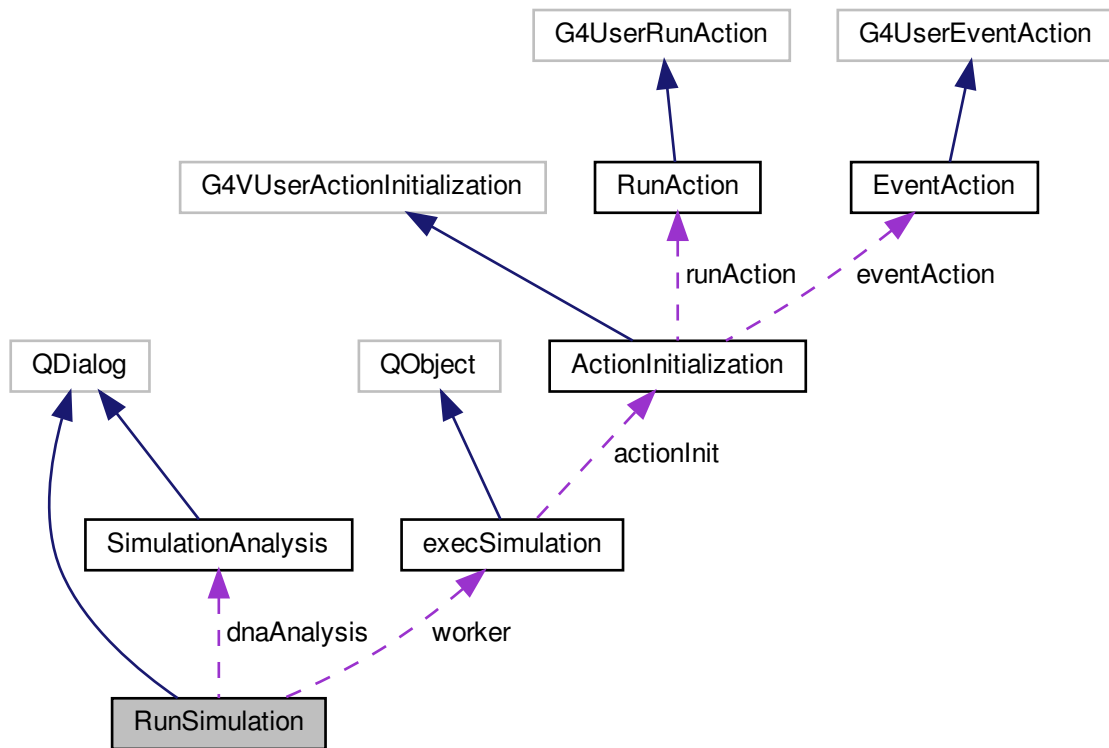 G4UserRunAction
G4UserEventAction
G4VUserActionInitialization
RunAction
EventAction
runAction
eventAction
QDialog
QObject
ActionInitialization
actionInit
SimulationAnalysis
execSimulation
dnaAnalysis
worker
RunSimulation